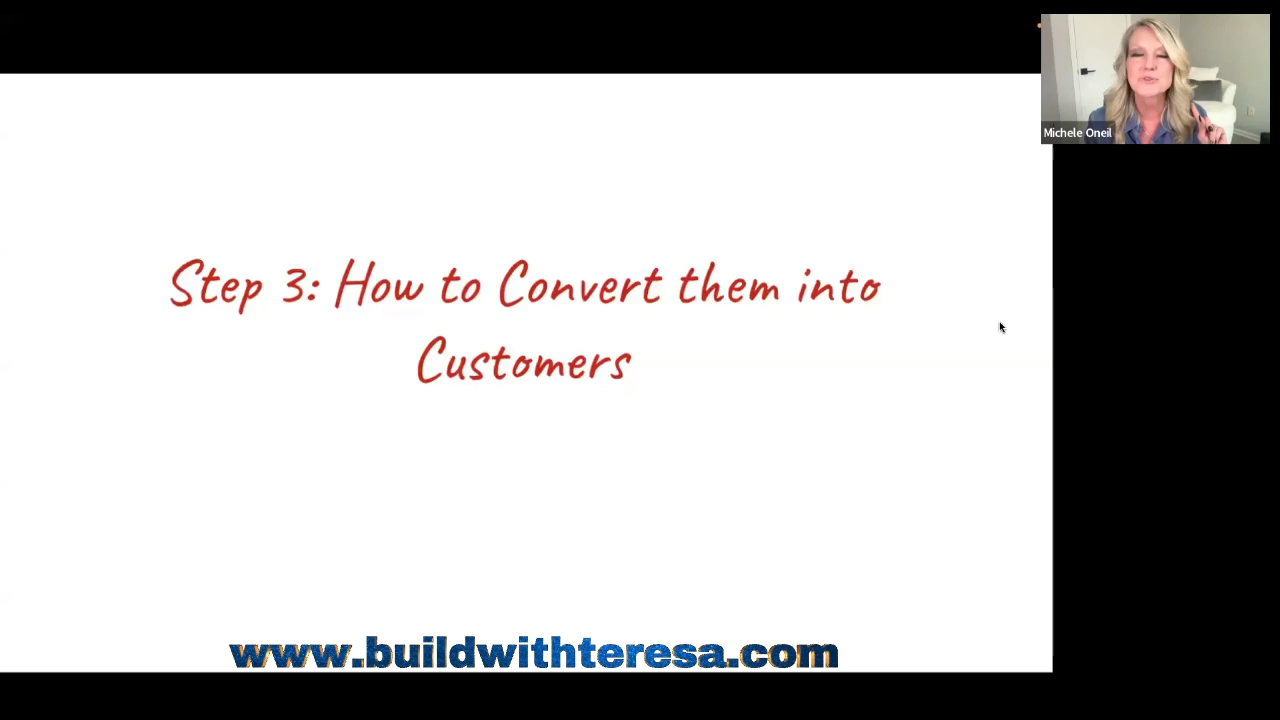 Michele Oneil
Step 3: How to Convert them into
Customers
www.buildwithteresa.com